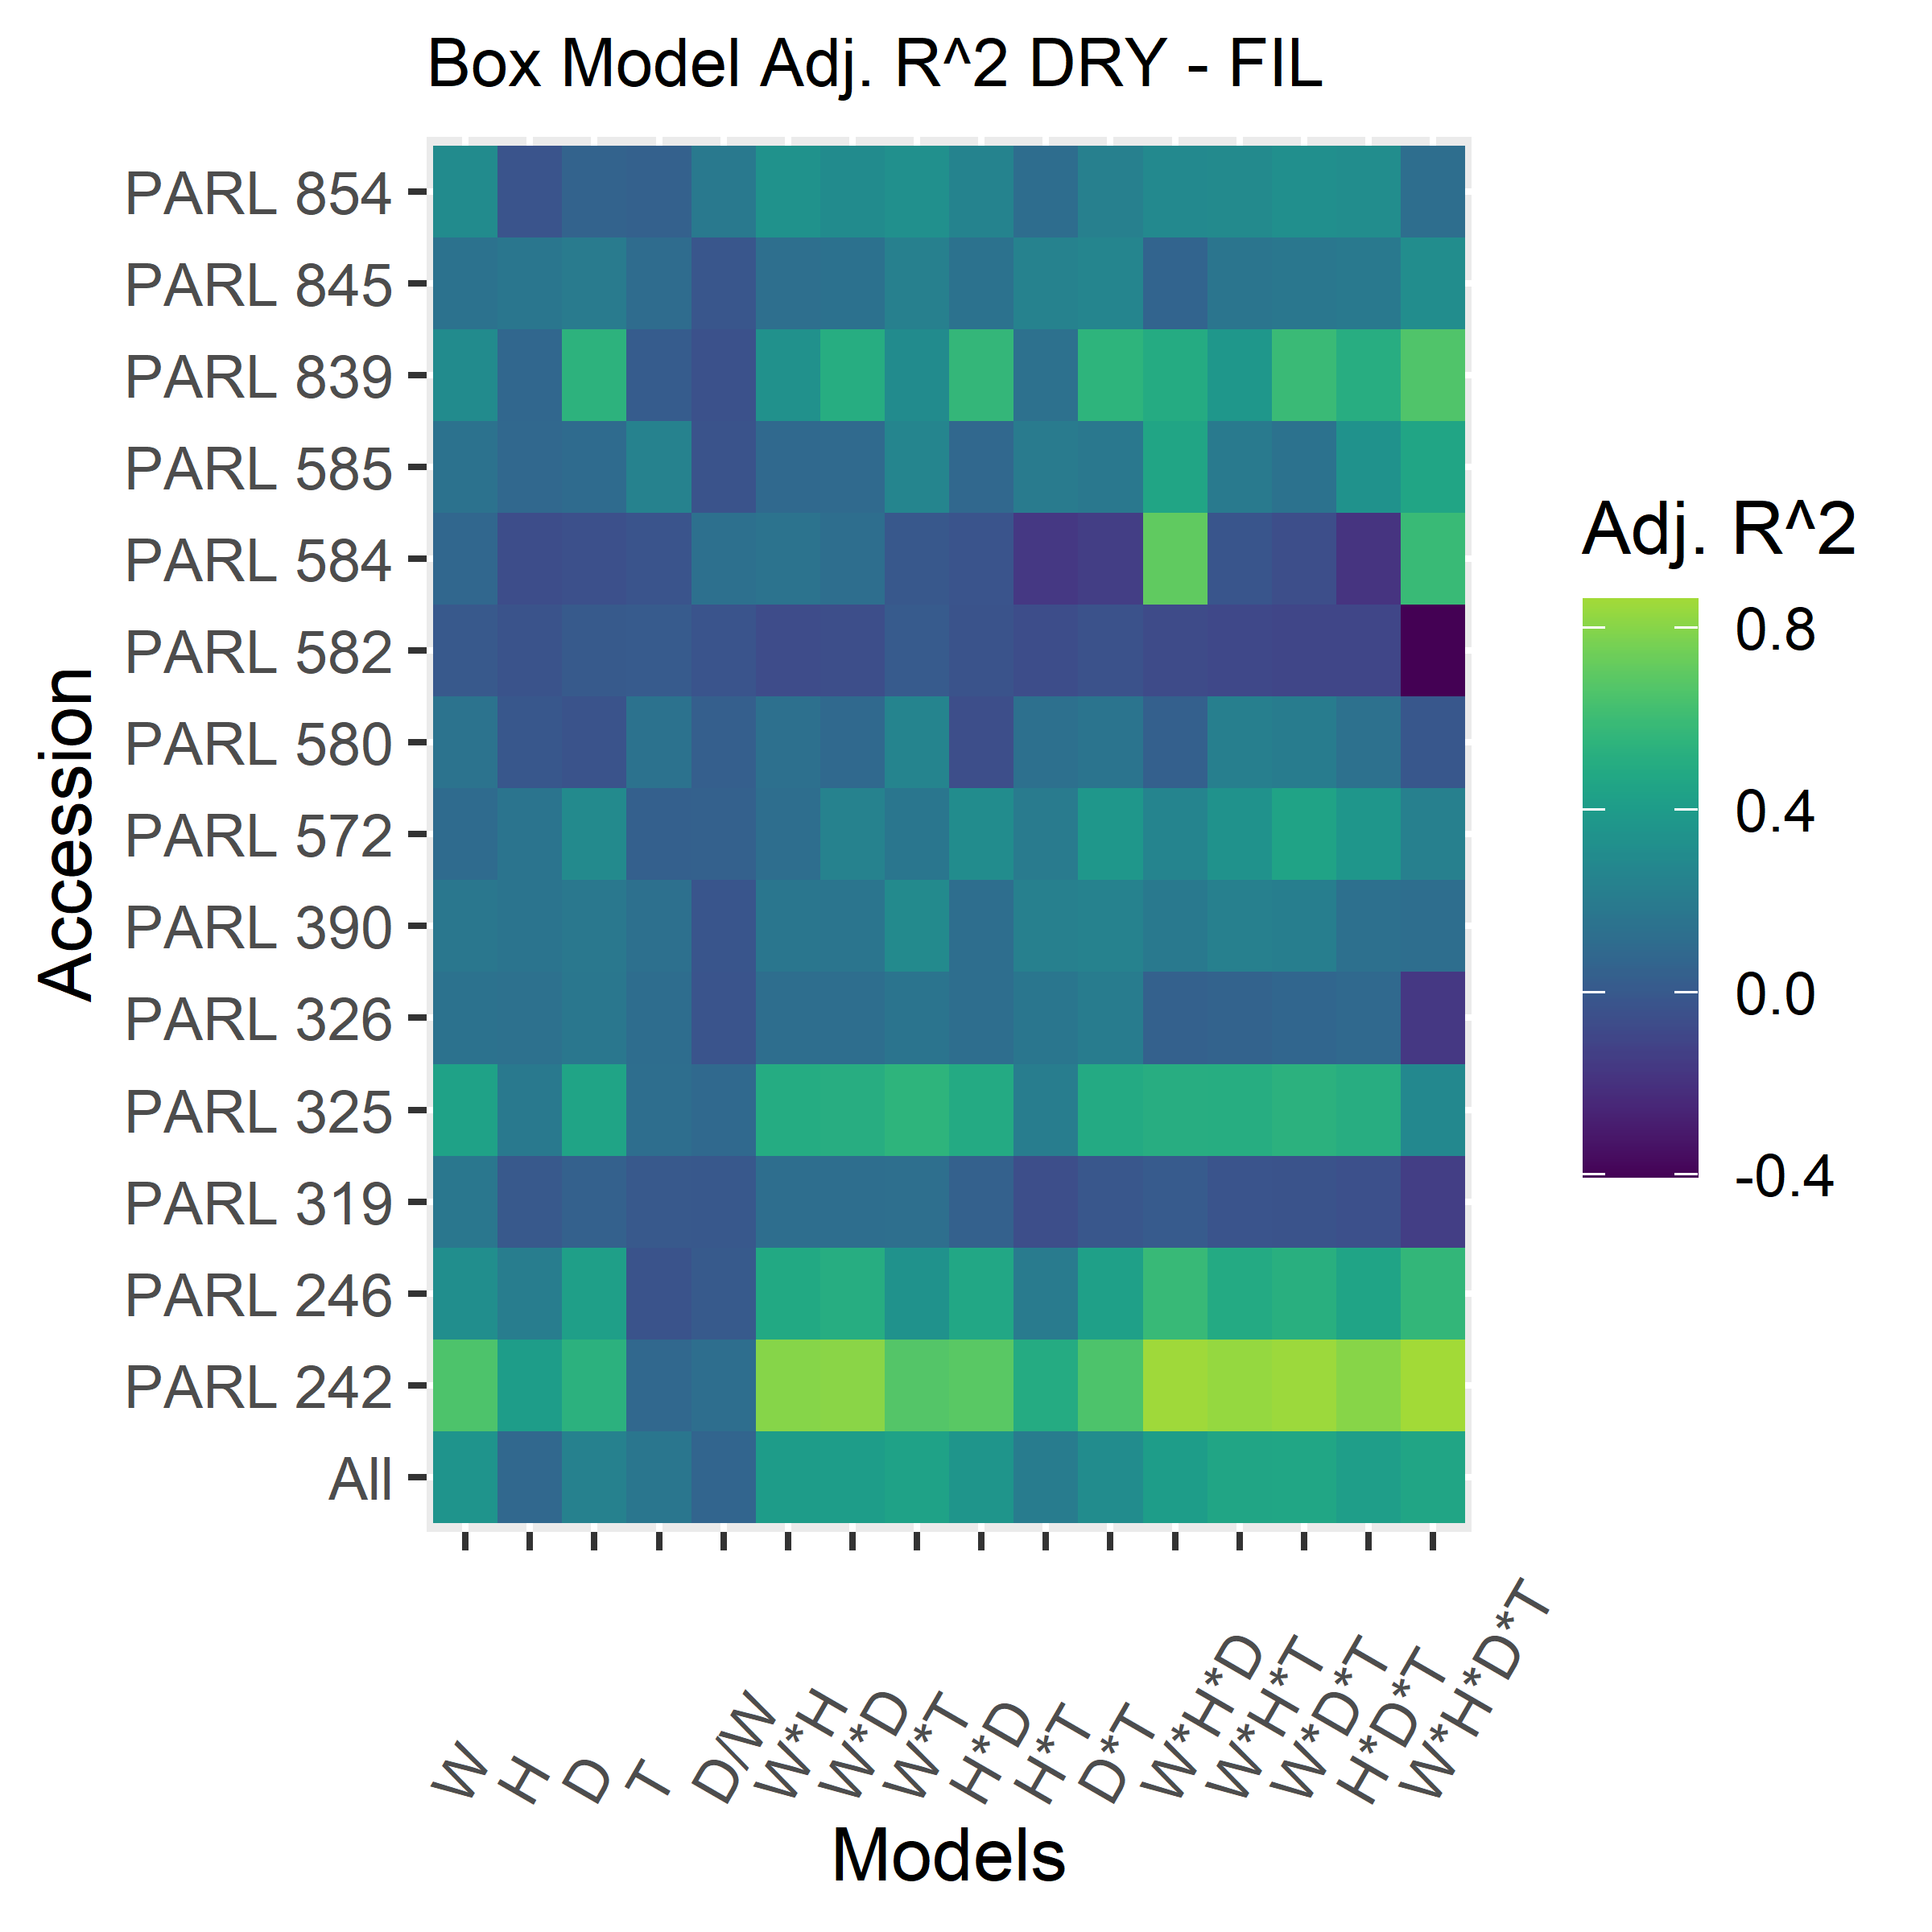 Box Model Adj. R^2 DRY - FIL
Accession
PARL 854
PARL 845
PARL 839
PARL 585
PARL 584
PARL 582
PARL 580
PARL 572
PARL 390
PARL 326
PARL 325
PARL 319
PARL 246
PARL 242
All
W
H
D
T
D/W
W*H
W*D
W*T
H*D
H*T
D*T
W*H*D
W*H*T
W*D*T
H*D*T
W*H*D*T
Models
Adj. R^2
0.8
0.4
0.0
-0.4